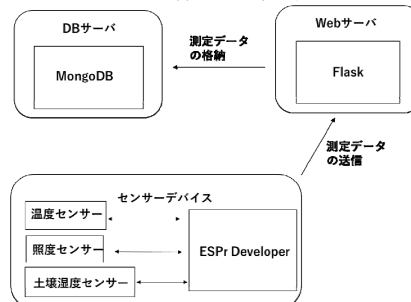 DBサーバ
MongoDB
測定データ
の格納
Webサーバ
Flask
測定データ
の送信
センサーデバイス
温度センサー
照度センサー
土壌湿度センサー
ESPr Developer